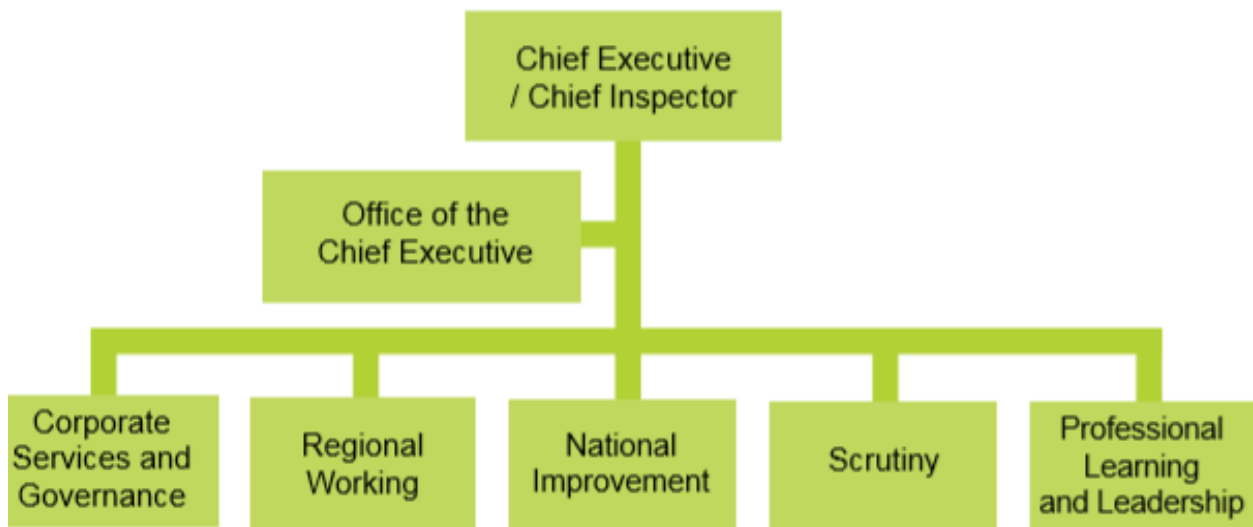 Chief Executive
/ Chief Inspector
Office of the
Chief Executive
Corporate
Services and
Governance
Regional
Working
National
Improvement
Scrutiny
Professional
Learning
and Leadership